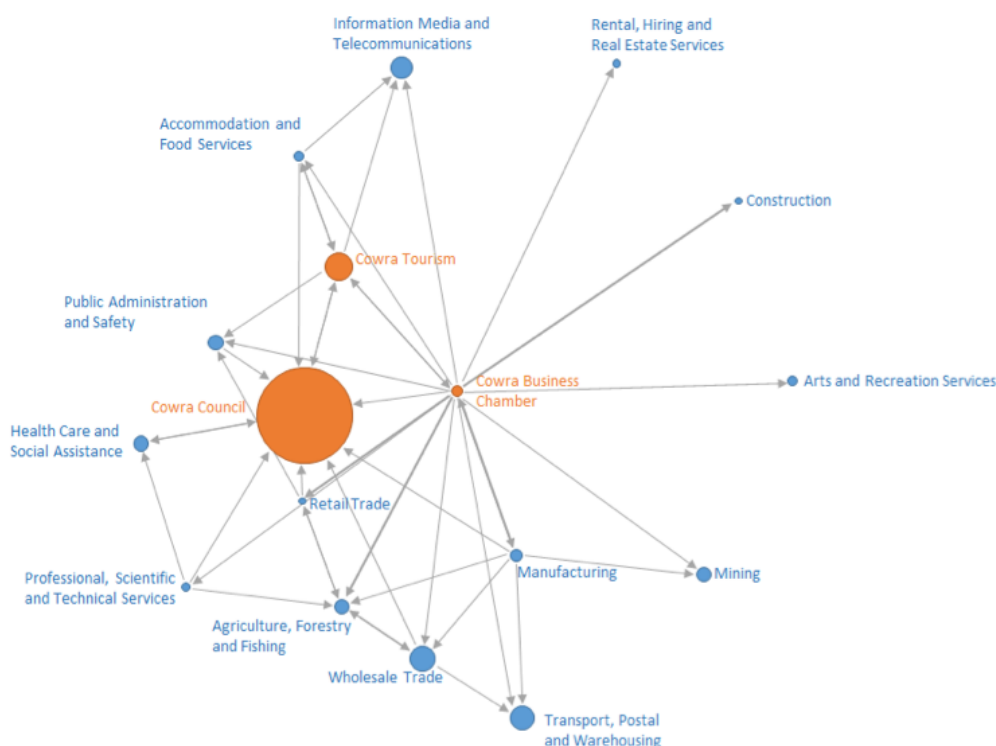 Information Media and
Telecommunications
Rental, Hiring and
Real Estate Services
Accommodation and
Food Services
Construction
Cowra Tourism
Public Administration
and Safety
Cowra Business
Chamber
Arts and Recreation Services
Cowra Council
Health Care and
Social Assistance
Retail Trade
Professional, Scientific
and Technical Services
Manufacturing
Mining
Agriculture, Forestry
and Fishing
Wholesale Trade
Transport, Postal
and Warehousing